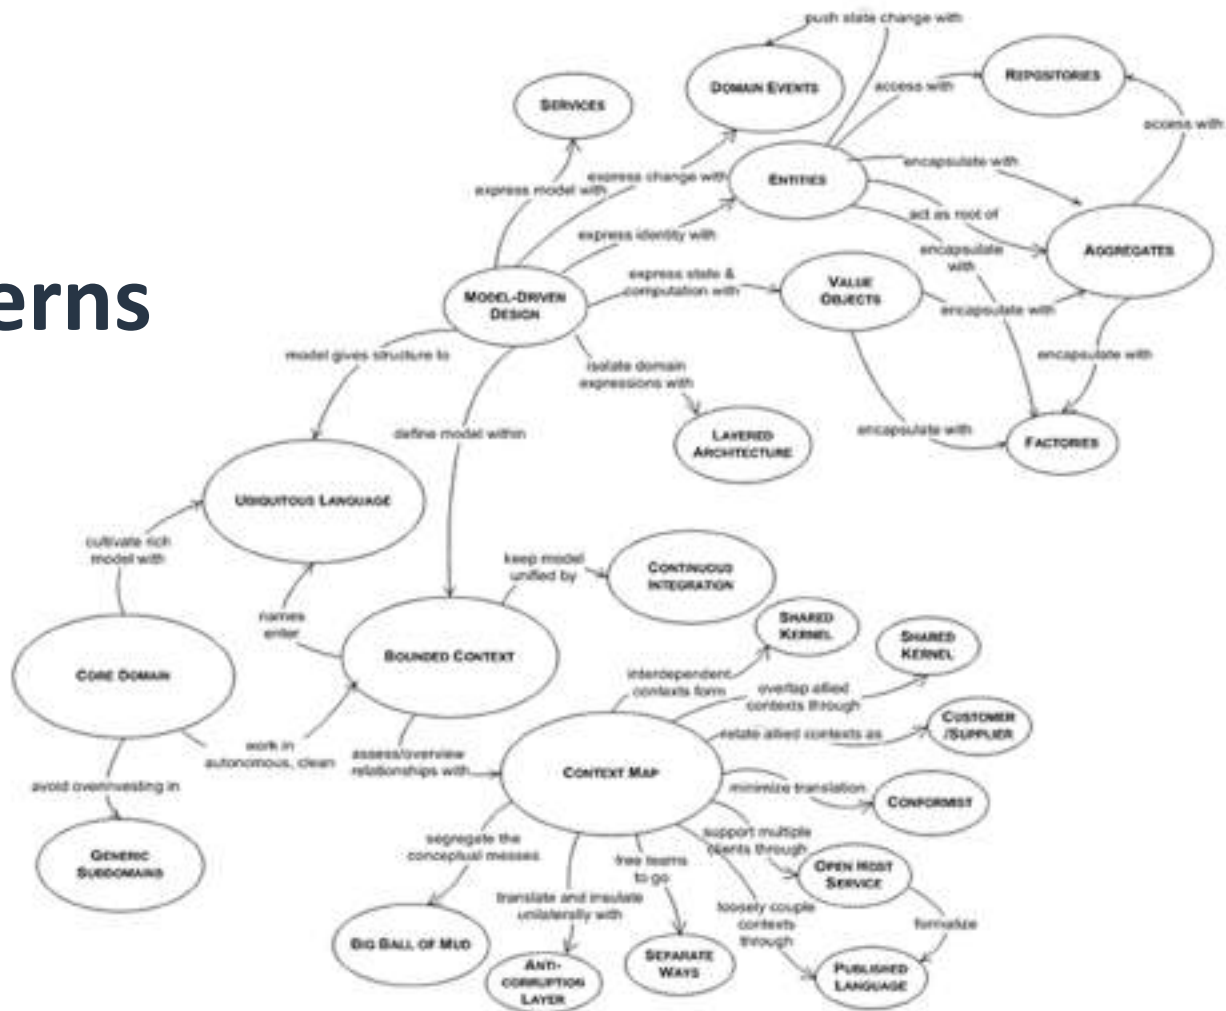 push state change with
DOMAIN EVENTS
REPOSITORIES
SERVICES
access with
access with
ENTITIES
encapsulate with
express change with
express model with
act as root of
express identity with
encapsulate
with
AGGREGATES
express state &
computation with
VALUE
OBJECTS
MODEL-DRIVEN
DESIGN
encapsulate with
erns
model gives structure to
isolate domain
expressions with
encapsulate with
define model within
encapsulate with
LAYERED
ARCHITECTURE
FACTORIES
UBIQUITOUS LANGUAGE
cultivate rich
model with
keep model
unified by
CONTINUOUS
INTEGRATION
names
enter
SHARED
KERNEL
SHARED
KERNEL
BOUNDED CONTEXT
CORE DOMAIN
interdependent
contexts form
overlap allied
contexts through
CUSTOMER
/SUPPLIER
relate allied contexts as
work in
autonomous, clean
assess/overview
relationships with
CONTEXT MAP
avoid overinvesting in
minimize translation
CONFORMIST
segregate the
conceptual messes
support multiple
clients through
GENERIC
SUBDOMAINS
free teams
to go
OPEN HOST
SERVICE
translate and insulate
unilaterally with
loosely couple
contexts
through
formalize
BIG BALL OF MUD
SEPARATE
WAYS
ANTI-
CORRUPTION
LAYER
PUBLISHED
LANGUAGE